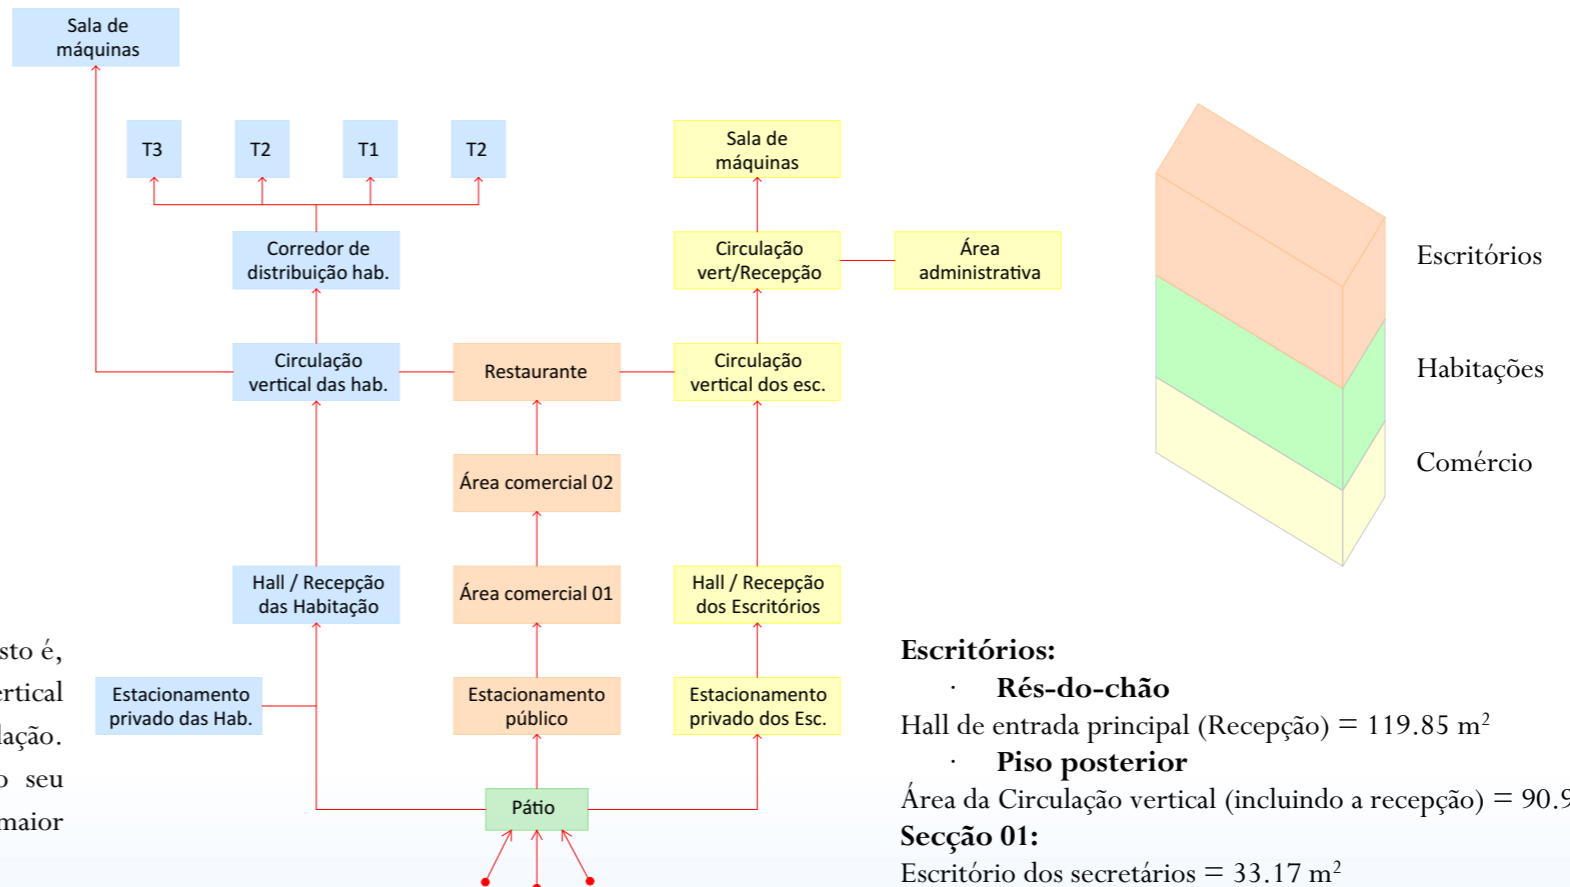 Sala de
máquinas
T3
T2
T1
T2
Sala de
máquinas
Corredor de
distribuição hab.
Circulação
vert/Recepção
Área
administrativa
Circulação
vertical das hab.
Restaurante
Circulação
vertical dos esc.
Área comercial 02
Hall / Recepção
das Habitação
Área comercial 01
Hall / Recepção
dos Escritórios
Estacionamento
privado das Hab.
Estacionamento
público
Estacionamento
privado dos Esc.
Pátio
Escritórios
Habitações
Comércio
isto é,
seu
maior
Escritórios:
· Rés-do-chão
Hall de entrada principal (Recepção) = 119.85 m²
· Piso posterior
Área da Circulação vertical (incluindo a recepção) = 90.9
Secção 01:
Escritório dos secretários = 33.17 m²